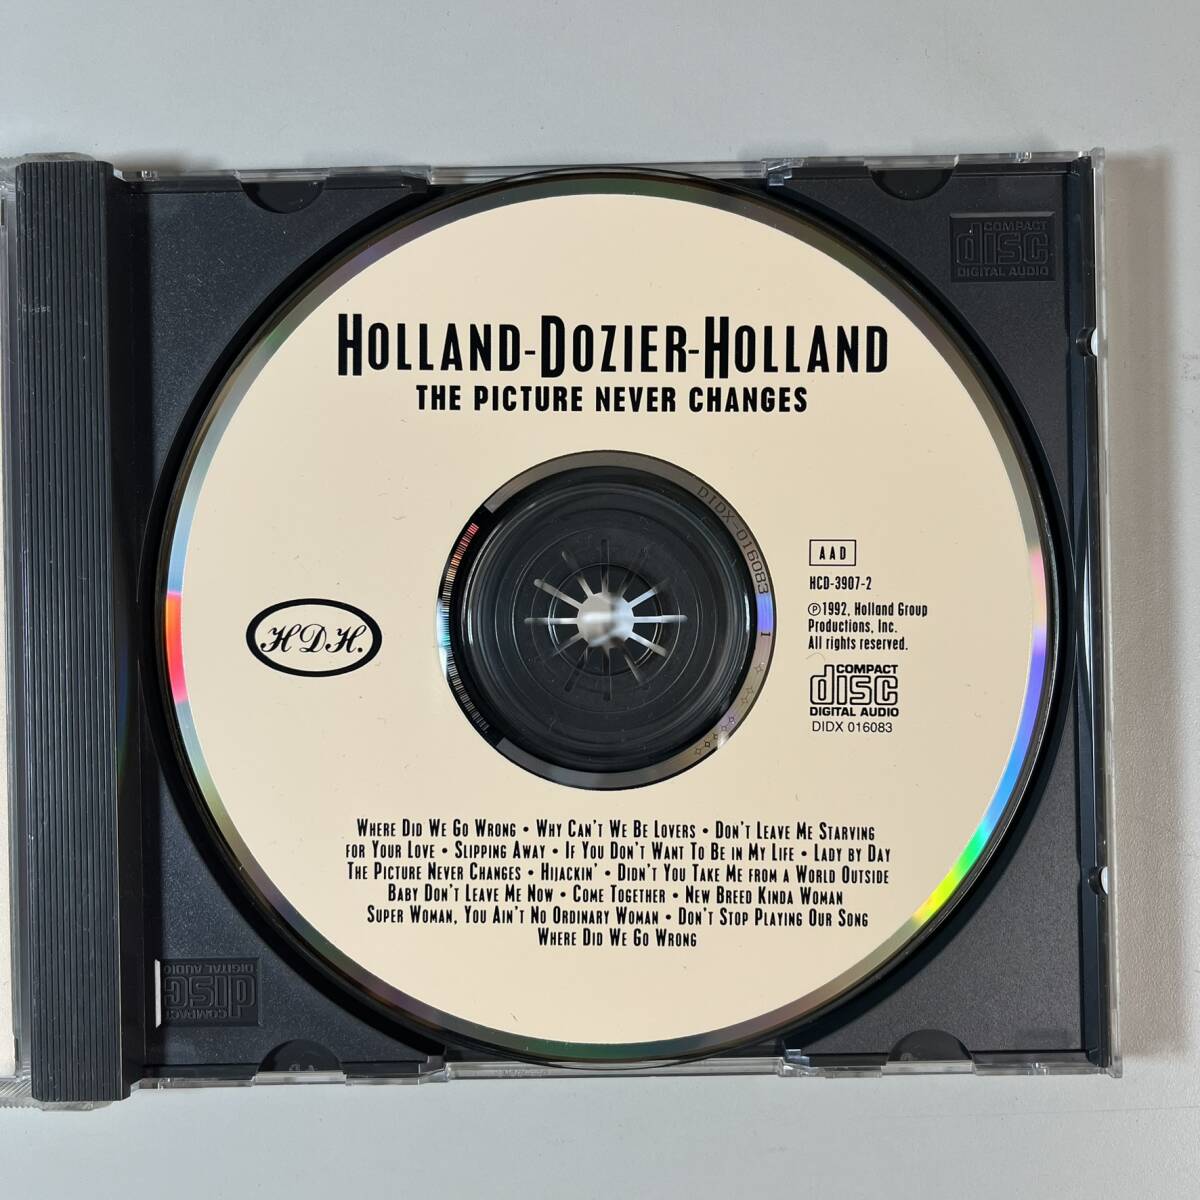 COMPACT
disc
DIGITAL AUDIO
HOLLAND-DOZIER-HOLLAND
THE PICTURE NEVER CHANGES
DIDX-016083 1
AAD
HCD-3907-2
℗1992, Holland Group
Productions, Inc.
All rights reserved.
HDH.
COMPACT
disc
DIGITAL AUDIO
DIDX 016083
WHERE DID WE GO WRONG • WHY CAN'T WE BE LOVERS • DON'T LEAVE ME STARVING
FOR YOUR LOVE • SLIPPING AWAY • IF YOU DON'T WANT TO BE IN MY LIFE • LADY BY DAY
THE PICTURE NEVER CHANGES • HIJACKIN' • DIDN'T YOU TAKE ME FROM A WORLD OUTSIDE
BABY DON'T LEAVE ME NOW • COME TOGETHER • NEW BREED KINDA WOMAN
SUPER WOMAN, YOU AIN'T NO ORDINARY WOMAN • DON'T STOP PLAYING OUR SONG
WHERE DID WE GO WRONG
COMPACT
disc
DIGITAL AUDIO